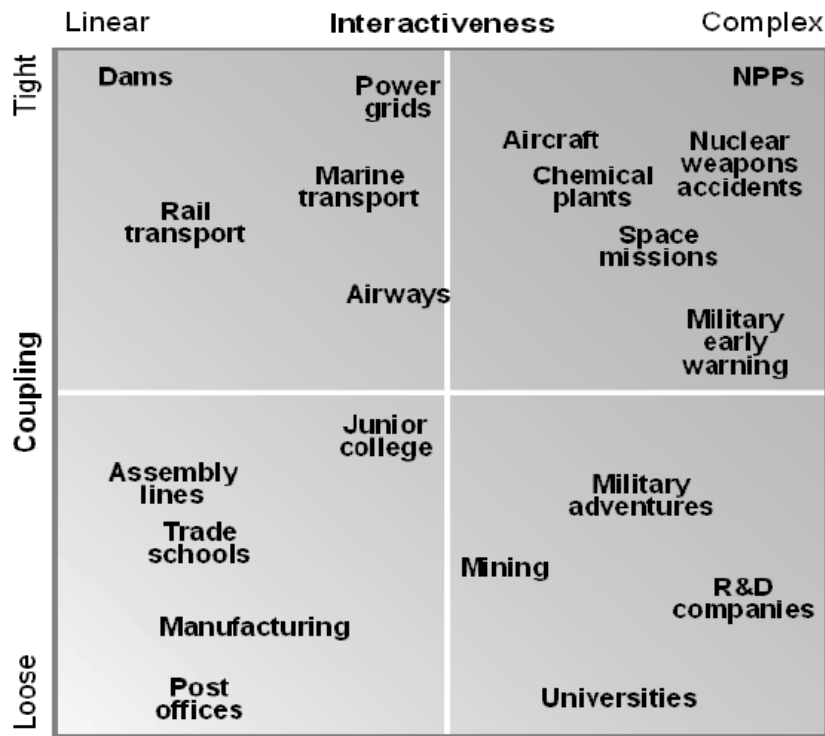 Linear Interactiveness Complex
Tight
Dams
Power
grids
NPPs
Aircraft
Nuclear
weapons
accidents
Marine
transport
Chemical
plants
Rail
transport
Space
missions
Airways
Military
early
warning
Coupling
Junior
college
Assembly
lines
Military
adventures
Trade
schools
Mining
R&D
companies
Manufacturing
Loose
Post
offices
Universities